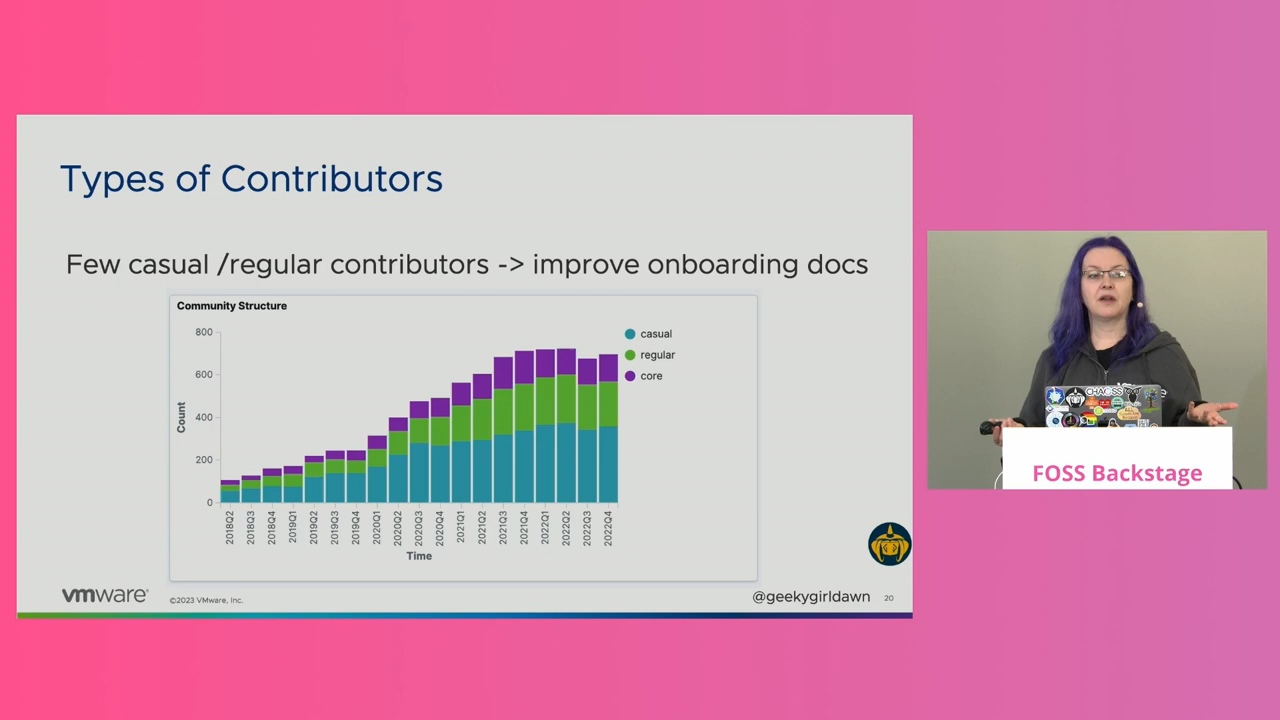 Types of Contributors
Few casual /regular contributors -> improve onboarding docs
Community Structure
800
600
400
200
0
Count
casual
regular
core
2018Q2
2018Q3
2018Q4
2019Q1
2019Q2
2019Q3
2019Q4
2020Q1
2020Q2
2020Q3
2020Q4
2021Q1
2021Q2
2021Q3
2021Q4
2022Q1
2022Q2
2022Q3
2022Q4
Time
vmware
©2023 VMware, Inc.
@geekygirldawn
20
CHAOSS
FOSS Backstage